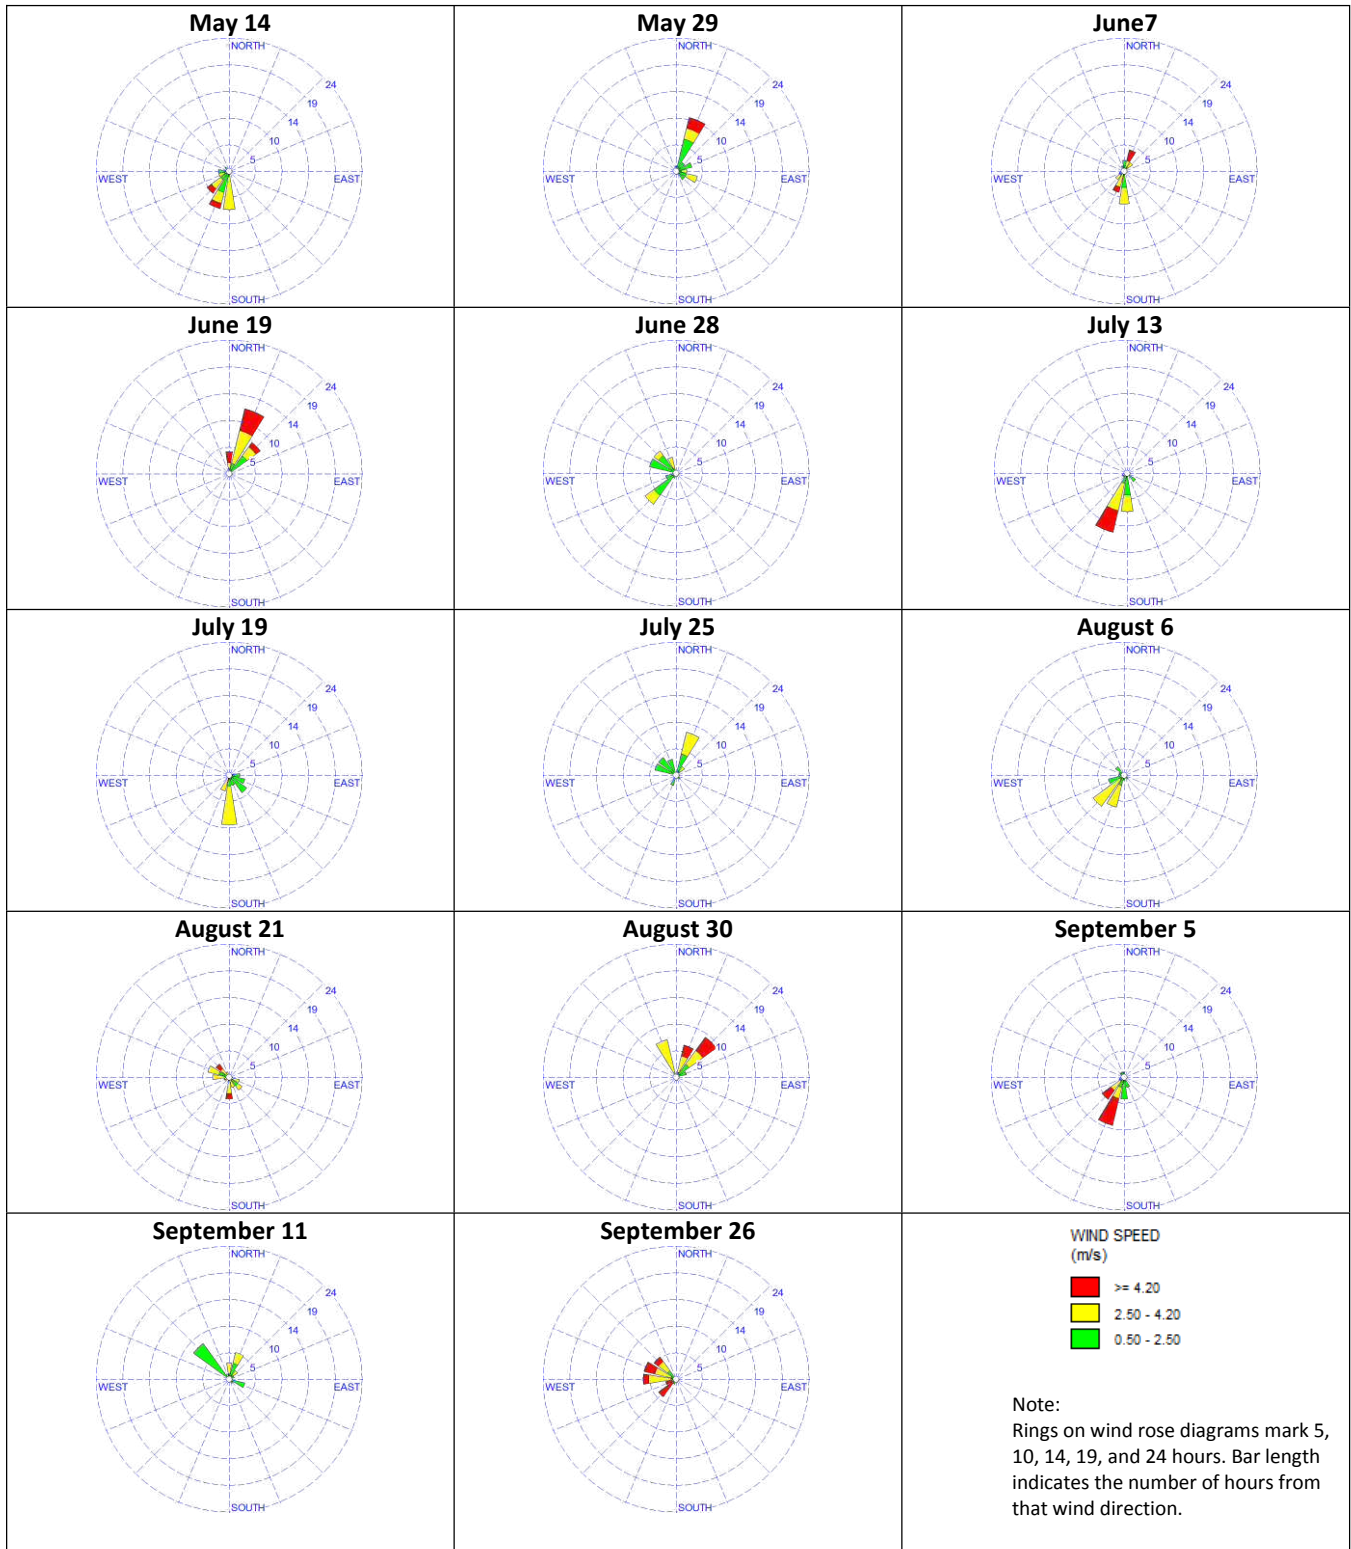 May 14
NORTH
24
19
14
10
5
WEST
EAST
SOUTH
May 29
NORTH
24
19
14
10
5
WEST
EAST
SOUTH
June7
NORTH
24
19
14
10
5
WEST
EAST
SOUTH
June 19
NORTH
24
19
14
10
5
WEST
EAST
SOUTH
June 28
NORTH
24
19
14
10
5
WEST
EAST
SOUTH
July 13
NORTH
24
19
14
10
5
WEST
EAST
SOUTH
July 19
NORTH
24
19
14
10
5
WEST
EAST
SOUTH
July 25
NORTH
24
19
14
10
5
WEST
EAST
SOUTH
August 6
NORTH
24
19
14
10
5
WEST
EAST
SOUTH
August 21
NORTH
24
19
14
10
5
WEST
EAST
SOUTH
August 30
NORTH
24
19
14
10
5
WEST
EAST
SOUTH
September 5
NORTH
24
19
14
10
5
WEST
EAST
SOUTH
September 11
NORTH
24
19
14
10
5
WEST
EAST
SOUTH
September 26
NORTH
24
19
14
10
5
WEST
EAST
SOUTH
WIND SPEED
(m/s)
>= 4.20
2.50 - 4.20
0.50 - 2.50
Note:
Rings on wind rose diagrams mark 5,
10, 14, 19, and 24 hours. Bar length
indicates the number of hours from
that wind direction.